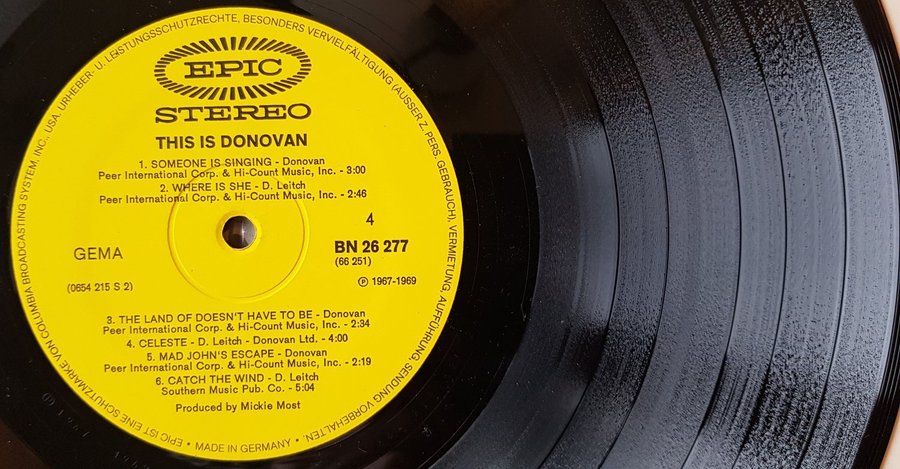 EPIC
STEREO
THIS IS DONOVAN
1. SOMEONE IS SINGING - Donovan
Peer International Corp. & Hi-Count Music, Inc. - 3:00
2. WHERE IS SHE - D. Leitch
Peer International Corp. & Hi-Count Music, Inc. - 2:46
4
GEMA
BN 26 277
(66 251)
(0654 215 S 2)
Ⓟ 1967-1969
3. THE LAND OF DOESN'T HAVE TO BE - Donovan
Peer International Corp. & Hi-Count Music, Inc. - 2:34
4. CELESTE - D. Leitch - Donovan Ltd. - 4:00
5. MAD JOHN'S ESCAPE - Donovan
Peer International Corp. & Hi-Count Music, Inc. - 2:19
6. CATCH THE WIND - D. Leitch
Southern Music Pub. Co. - 5:04
Produced by Mickie Most
EPIC IST EINE SCHUTZMARKE VON COLUMBIA BROADCASTING SYSTEM, INC., USA. URHEBER- U. LEISTUNGSSCHUTZRECHTE, BESONDERS VERVIELFÄLTIGUNG (AUSSER Z. PERS. GEBRAUCH), VERMIETUNG, AUFFÜHRUNG, SENDUNG VORBEHALTEN. • MADE IN GERMANY •